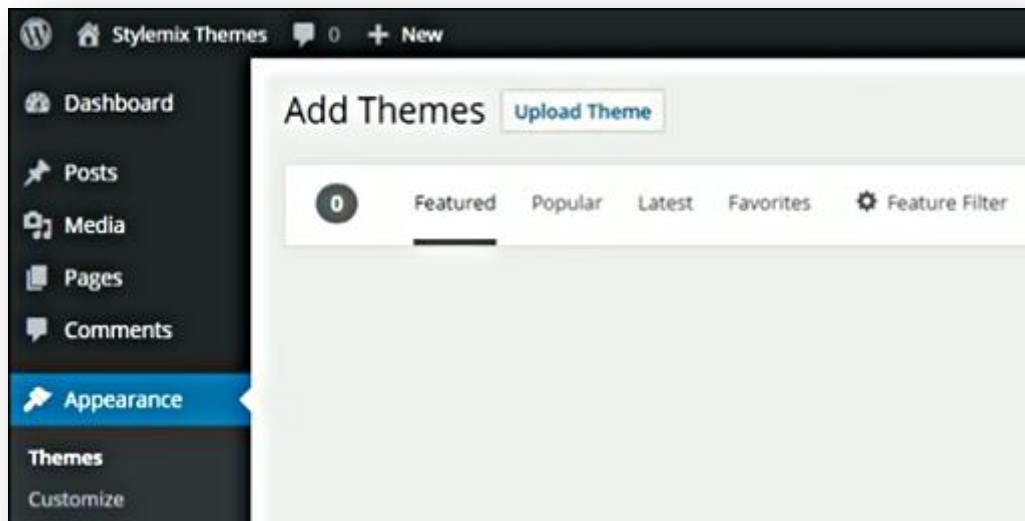 Stylemix Themes 0 New
Dashboard
Posts
Media
Pages
Comments
Appearance
Themes
Customize
Add Themes Upload Theme
0 Featured Popular Latest Favorites Feature Filter